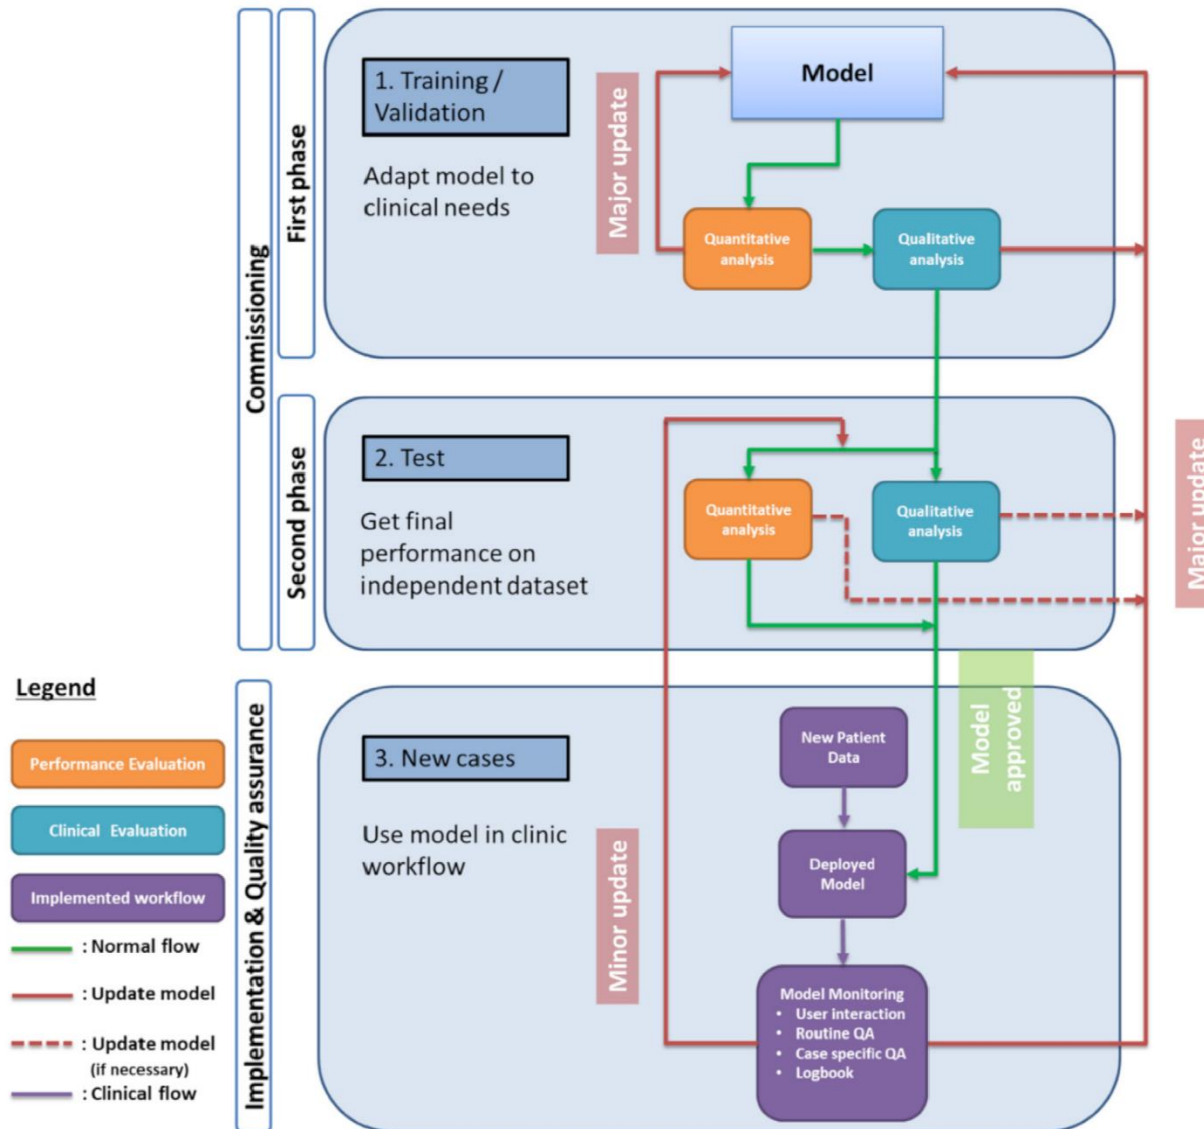 Commissioning
First phase
1. Training /
Validation
Adapt model to
clinical needs
Major update
Model
Quantitative
analysis
Qualitative
analysis
Second phase
2. Test
Get final
performance on
independent dataset
Quantitative
analysis
Qualitative
analysis
Major update
Model
approved
Implementation & Quality assurance
3. New cases
Use model in clinic
workflow
Minor update
New Patient
Data
Deployed
Model
Model Monitoring
• User interaction
• Routine QA
• Case specific QA
• Logbook
Legend
Performance Evaluation
Clinical Evaluation
Implemented workflow
: Normal flow
: Update model
: Update model
(if necessary)
: Clinical flow